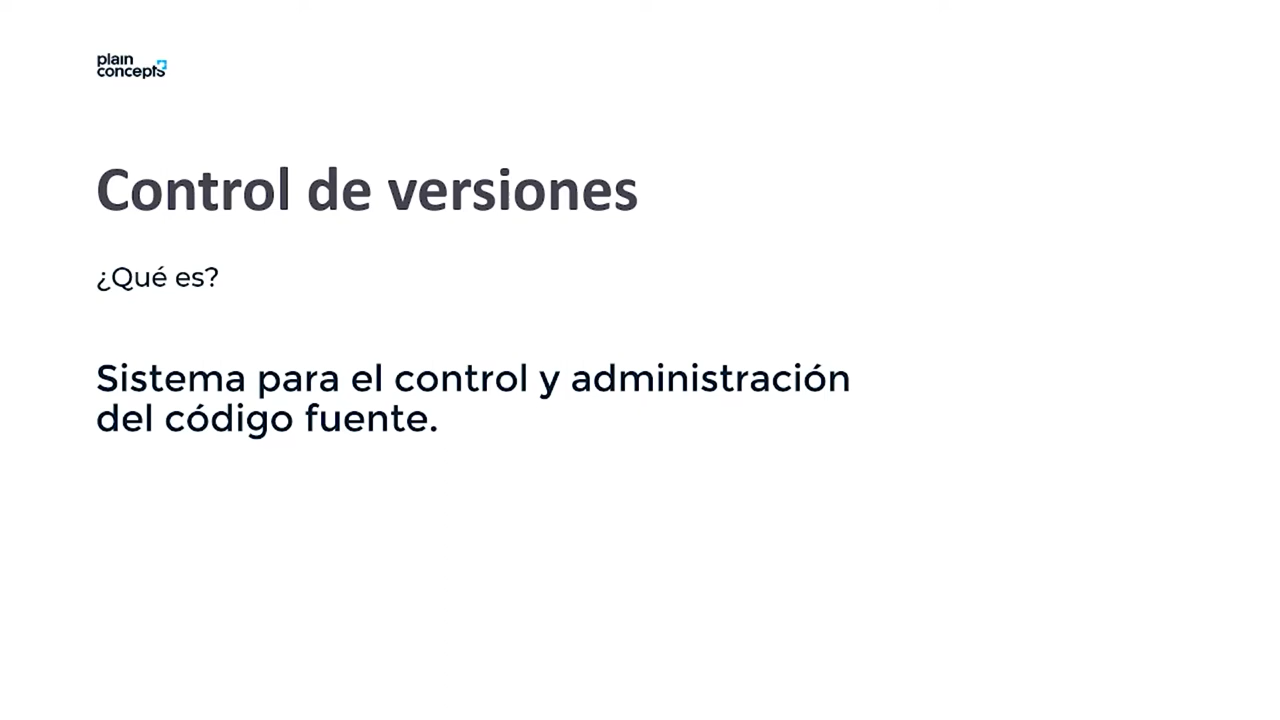 plain
concepts
Control de versiones
¿Qué es?
Sistema para el control y administración
del código fuente.